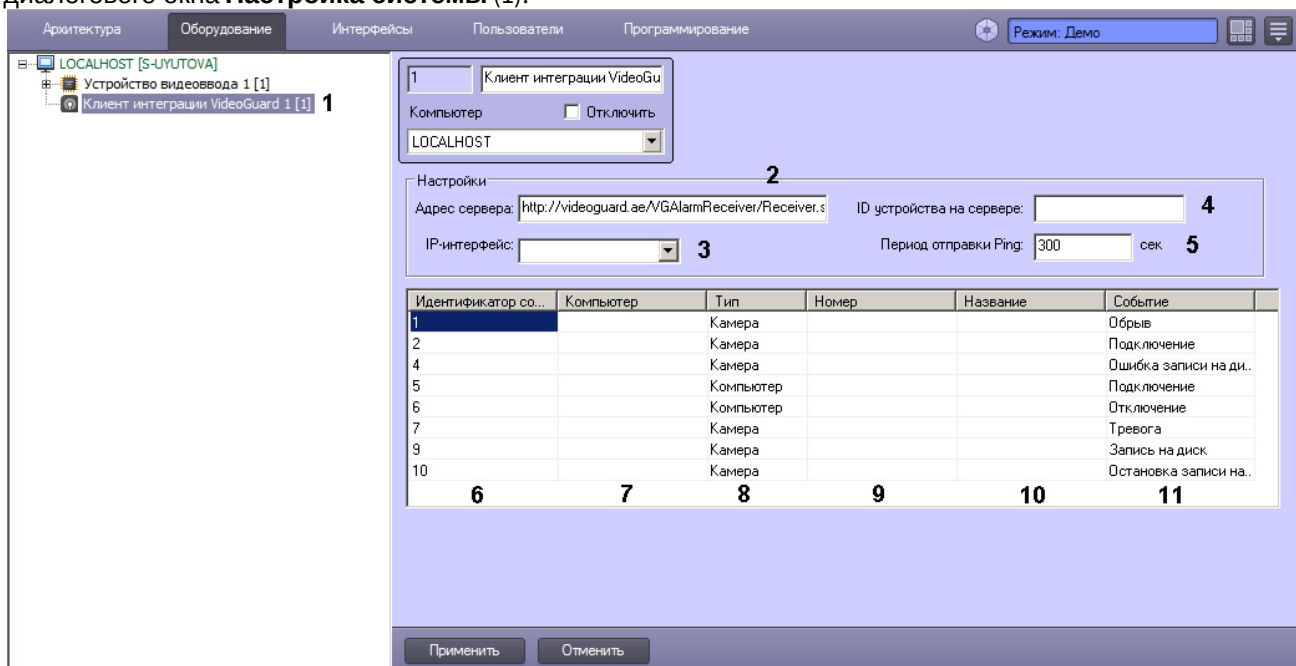 диалогового окна Настройка системы (1).
Архитектура Оборудование Интерфейсы Пользователи Программирование Режим: Демо
LOCALHOST [S-UYUTOVA]
Устройство видеоввода 1 [1]
Клиент интеграции VideoGuard 1 [1] 1
1 Клиент интеграции VideoGu
Компьютер Отключить
LOCALHOST
Настройки 2
Адрес сервера: http://videoguard.ae/VGAlarmReceiver/Receiver.s ID устройства на сервере: 4
IP-интерфейс: 3 Период отправки Ping: 300 сек 5
Идентификатор со... Компьютер Тип Номер Название Событие
1 Камера Обрыв
2 Камера Подключение
4 Камера Ошибка записи на ди..
5 Компьютер Подключение
6 Компьютер Отключение
7 Камера Тревога
9 Камера Запись на диск
10 Камера Остановка записи на..
6 7 8 9 10 11
Применить Отменить